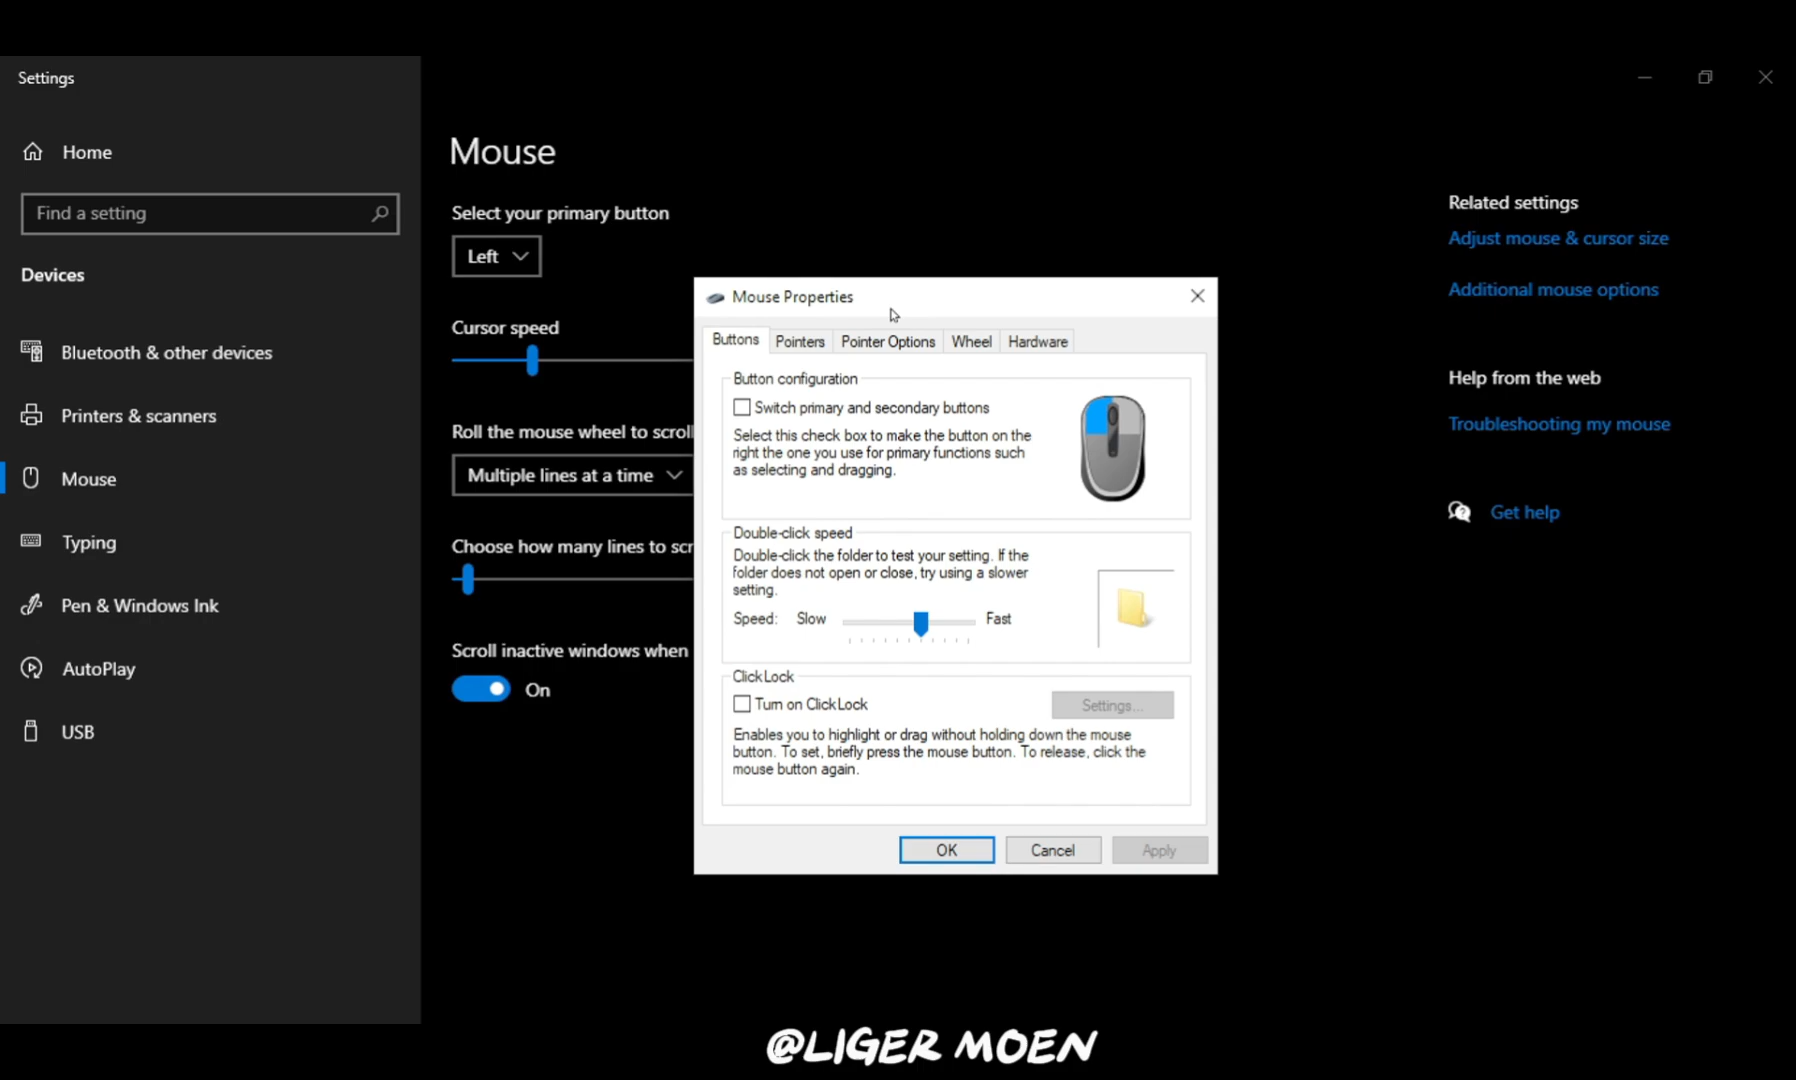 Settings
Home
Find a setting
Devices
Bluetooth & other devices
Printers & scanners
Mouse
Typing
Pen & Windows Ink
AutoPlay
USB
Mouse
Select your primary button
Left
Cursor speed
Roll the mouse wheel to scroll
Multiple lines at a time
Choose how many lines to scr
Scroll inactive windows when
On
Mouse Properties
Buttons
Pointers
Pointer Options
Wheel
Hardware
Button configuration
Switch primary and secondary buttons
Select this check box to make the button on the
right the one you use for primary functions such
as selecting and dragging.
Double-click speed
Double-click the folder to test your setting. If the
folder does not open or close, try using a slower
setting.
Speed: Slow Fast
ClickLock
Turn on ClickLock
Settings...
Enables you to highlight or drag without holding down the mouse
button. To set, briefly press the mouse button. To release, click the
mouse button again.
OK
Cancel
Apply
Related settings
Adjust mouse & cursor size
Additional mouse options
Help from the web
Troubleshooting my mouse
Get help
@LIGER MOEN